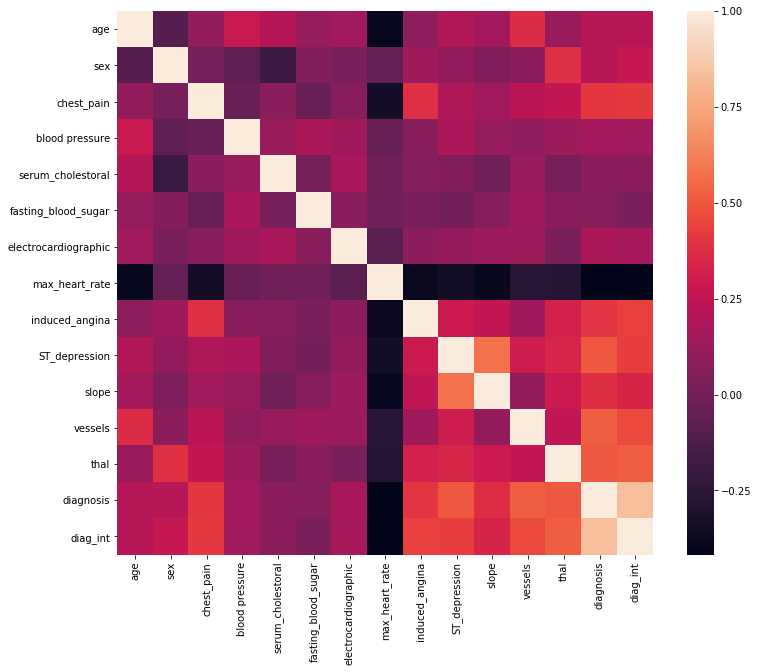 age
sex
chest_pain
blood pressure
serum_cholestoral
fasting_blood_sugar
electrocardiographic
max_heart_rate
induced_angina
ST_depression
slope
vessels
thal
diagnosis
diag_int
age
sex
chest_pain
blood pressure
serum_cholestoral
fasting_blood_sugar
electrocardiographic
max_heart_rate
induced_angina
ST_depression
slope
vessels
thal
diagnosis
diag_int
1.00
0.75
0.50
0.25
0.00
−0.25